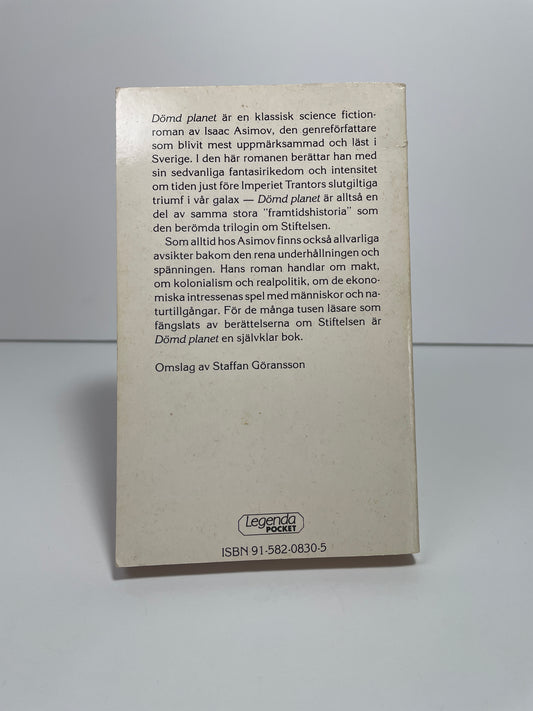 Dömd planet är en klassisk science fiction-
roman av Isaac Asimov, den genreförfattare
som blivit mest uppmärksammad och läst i
Sverige. I den här romanen berättar han med
sin sedvanliga fantasirikedom och intensitet
om tiden just före Imperiet Trantors slutgiltiga
triumf i vår galax — Dömd planet är alltså en
del av samma stora "framtidshistoria" som
den berömda trilogin om Stiftelsen.
Som alltid hos Asimov finns också allvarliga
avsikter bakom den rena underhållningen och
spänningen. Hans roman handlar om makt,
om kolonialism och realpolitik, om de ekono-
miska intressenas spel med människor och na-
turtillgångar. För de många tusen läsare som
fängslats av berättelserna om Stiftelsen är
Dömd planet en självklar bok.
Omslag av Staffan Göransson
Legenda
POCKET
ISBN 91-582-0830-5